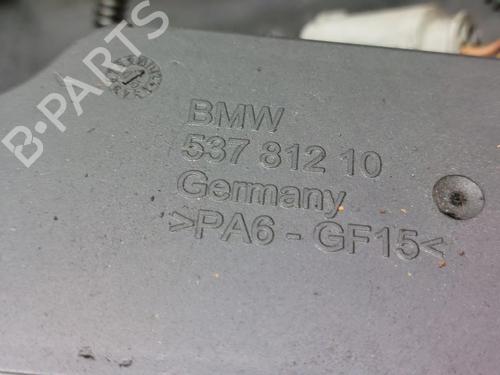 BMW
537 812 10
Germany
>PA6 - GF15<
B-PARTS